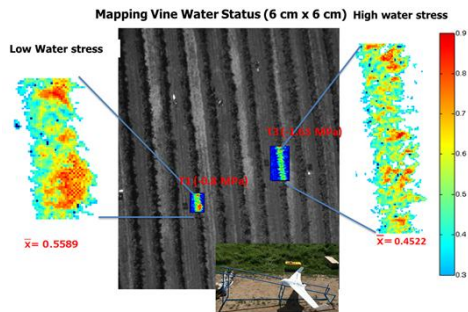 Mapping Vine Water Status (6 cm x 6 cm)
High water stress
Low Water stress
x̅= 0.5589
x̅= 0.4522
0.9
0.8
0.7
0.6
0.5
0.4
0.3